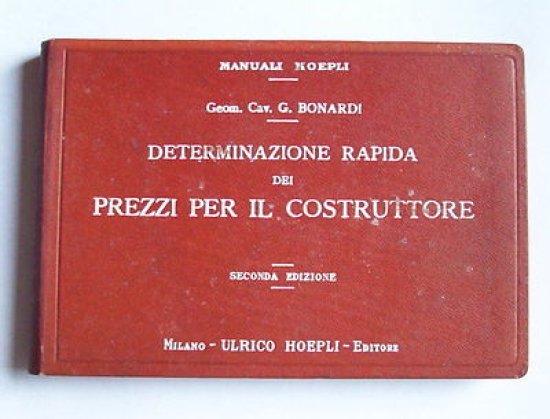 MANUALI HOEPLI
Geom. Cav. G. BONARDI
DETERMINAZIONE RAPIDA
DEI
PREZZI PER IL COSTRUTTORE
SECONDA EDIZIONE
MILANO - ULRICO HOEPLI - EDITORE